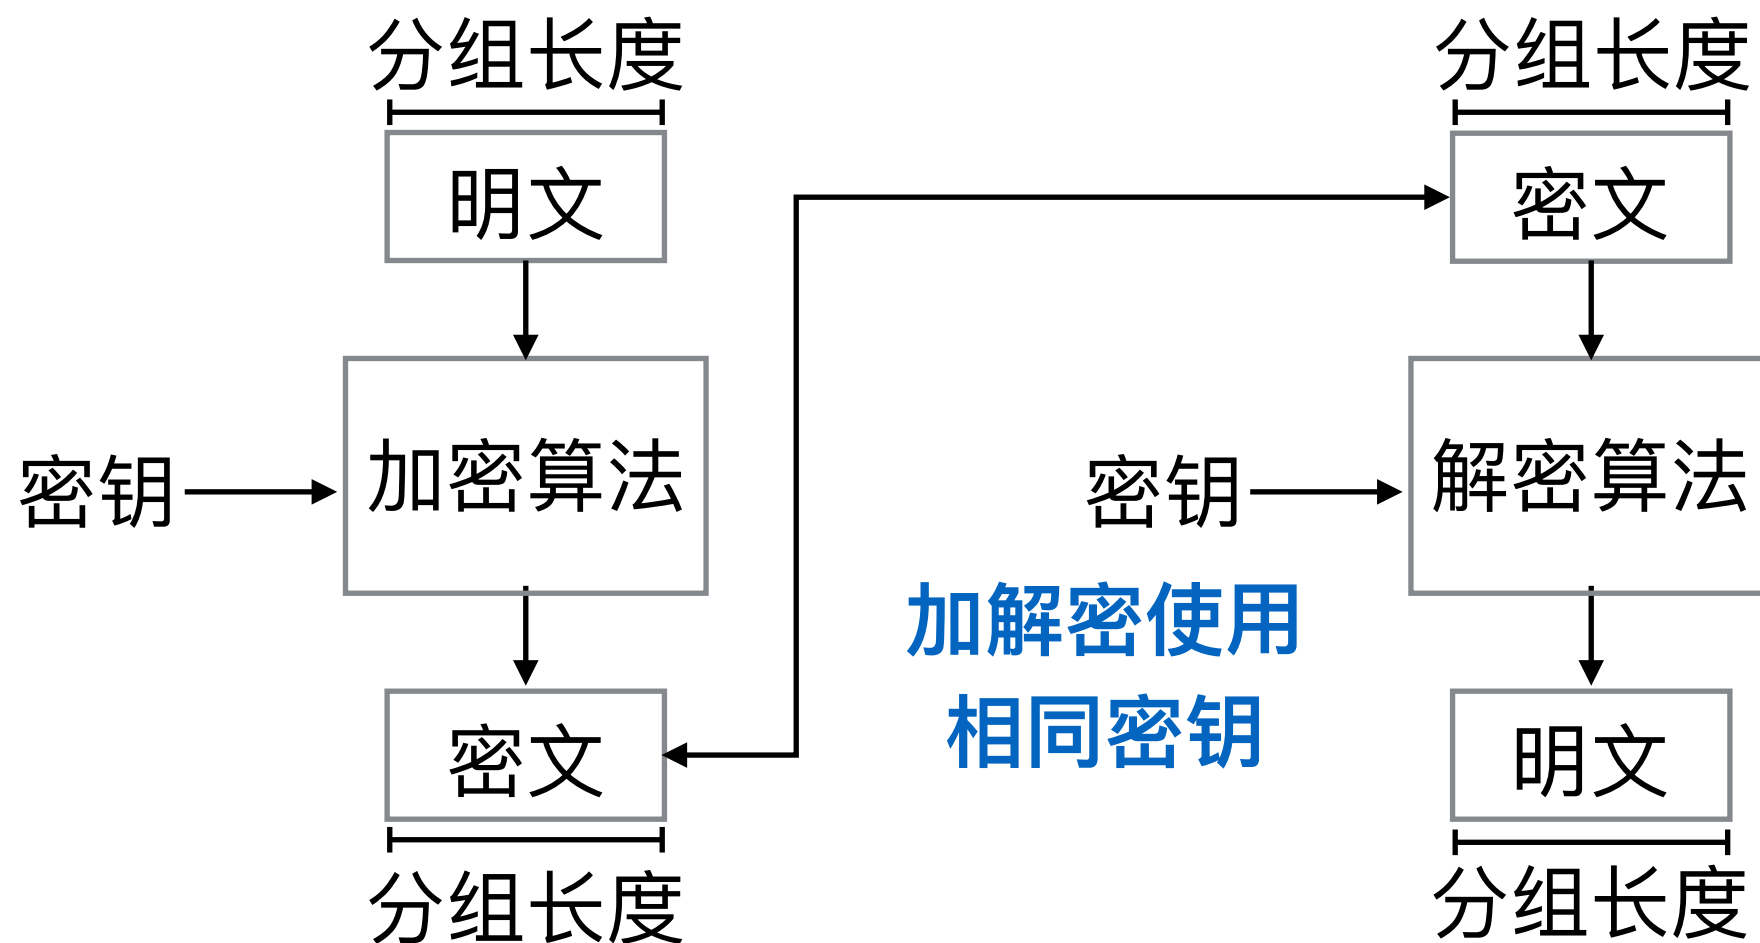 分组长度
明文
密钥
加密算法
密文
分组长度
分组长度
密文
密钥
解密算法
加解密使用
相同密钥
明文
分组长度